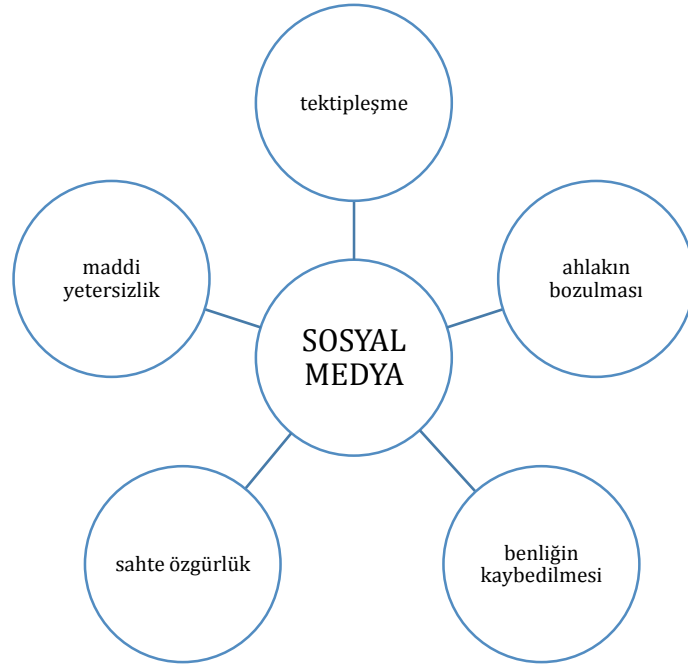 tektipleşme
maddi
yetersizlik
ahlakın
bozulması
SOSYAL
MEDYA
sahte özgürlük
benliğin
kaybedilmesi